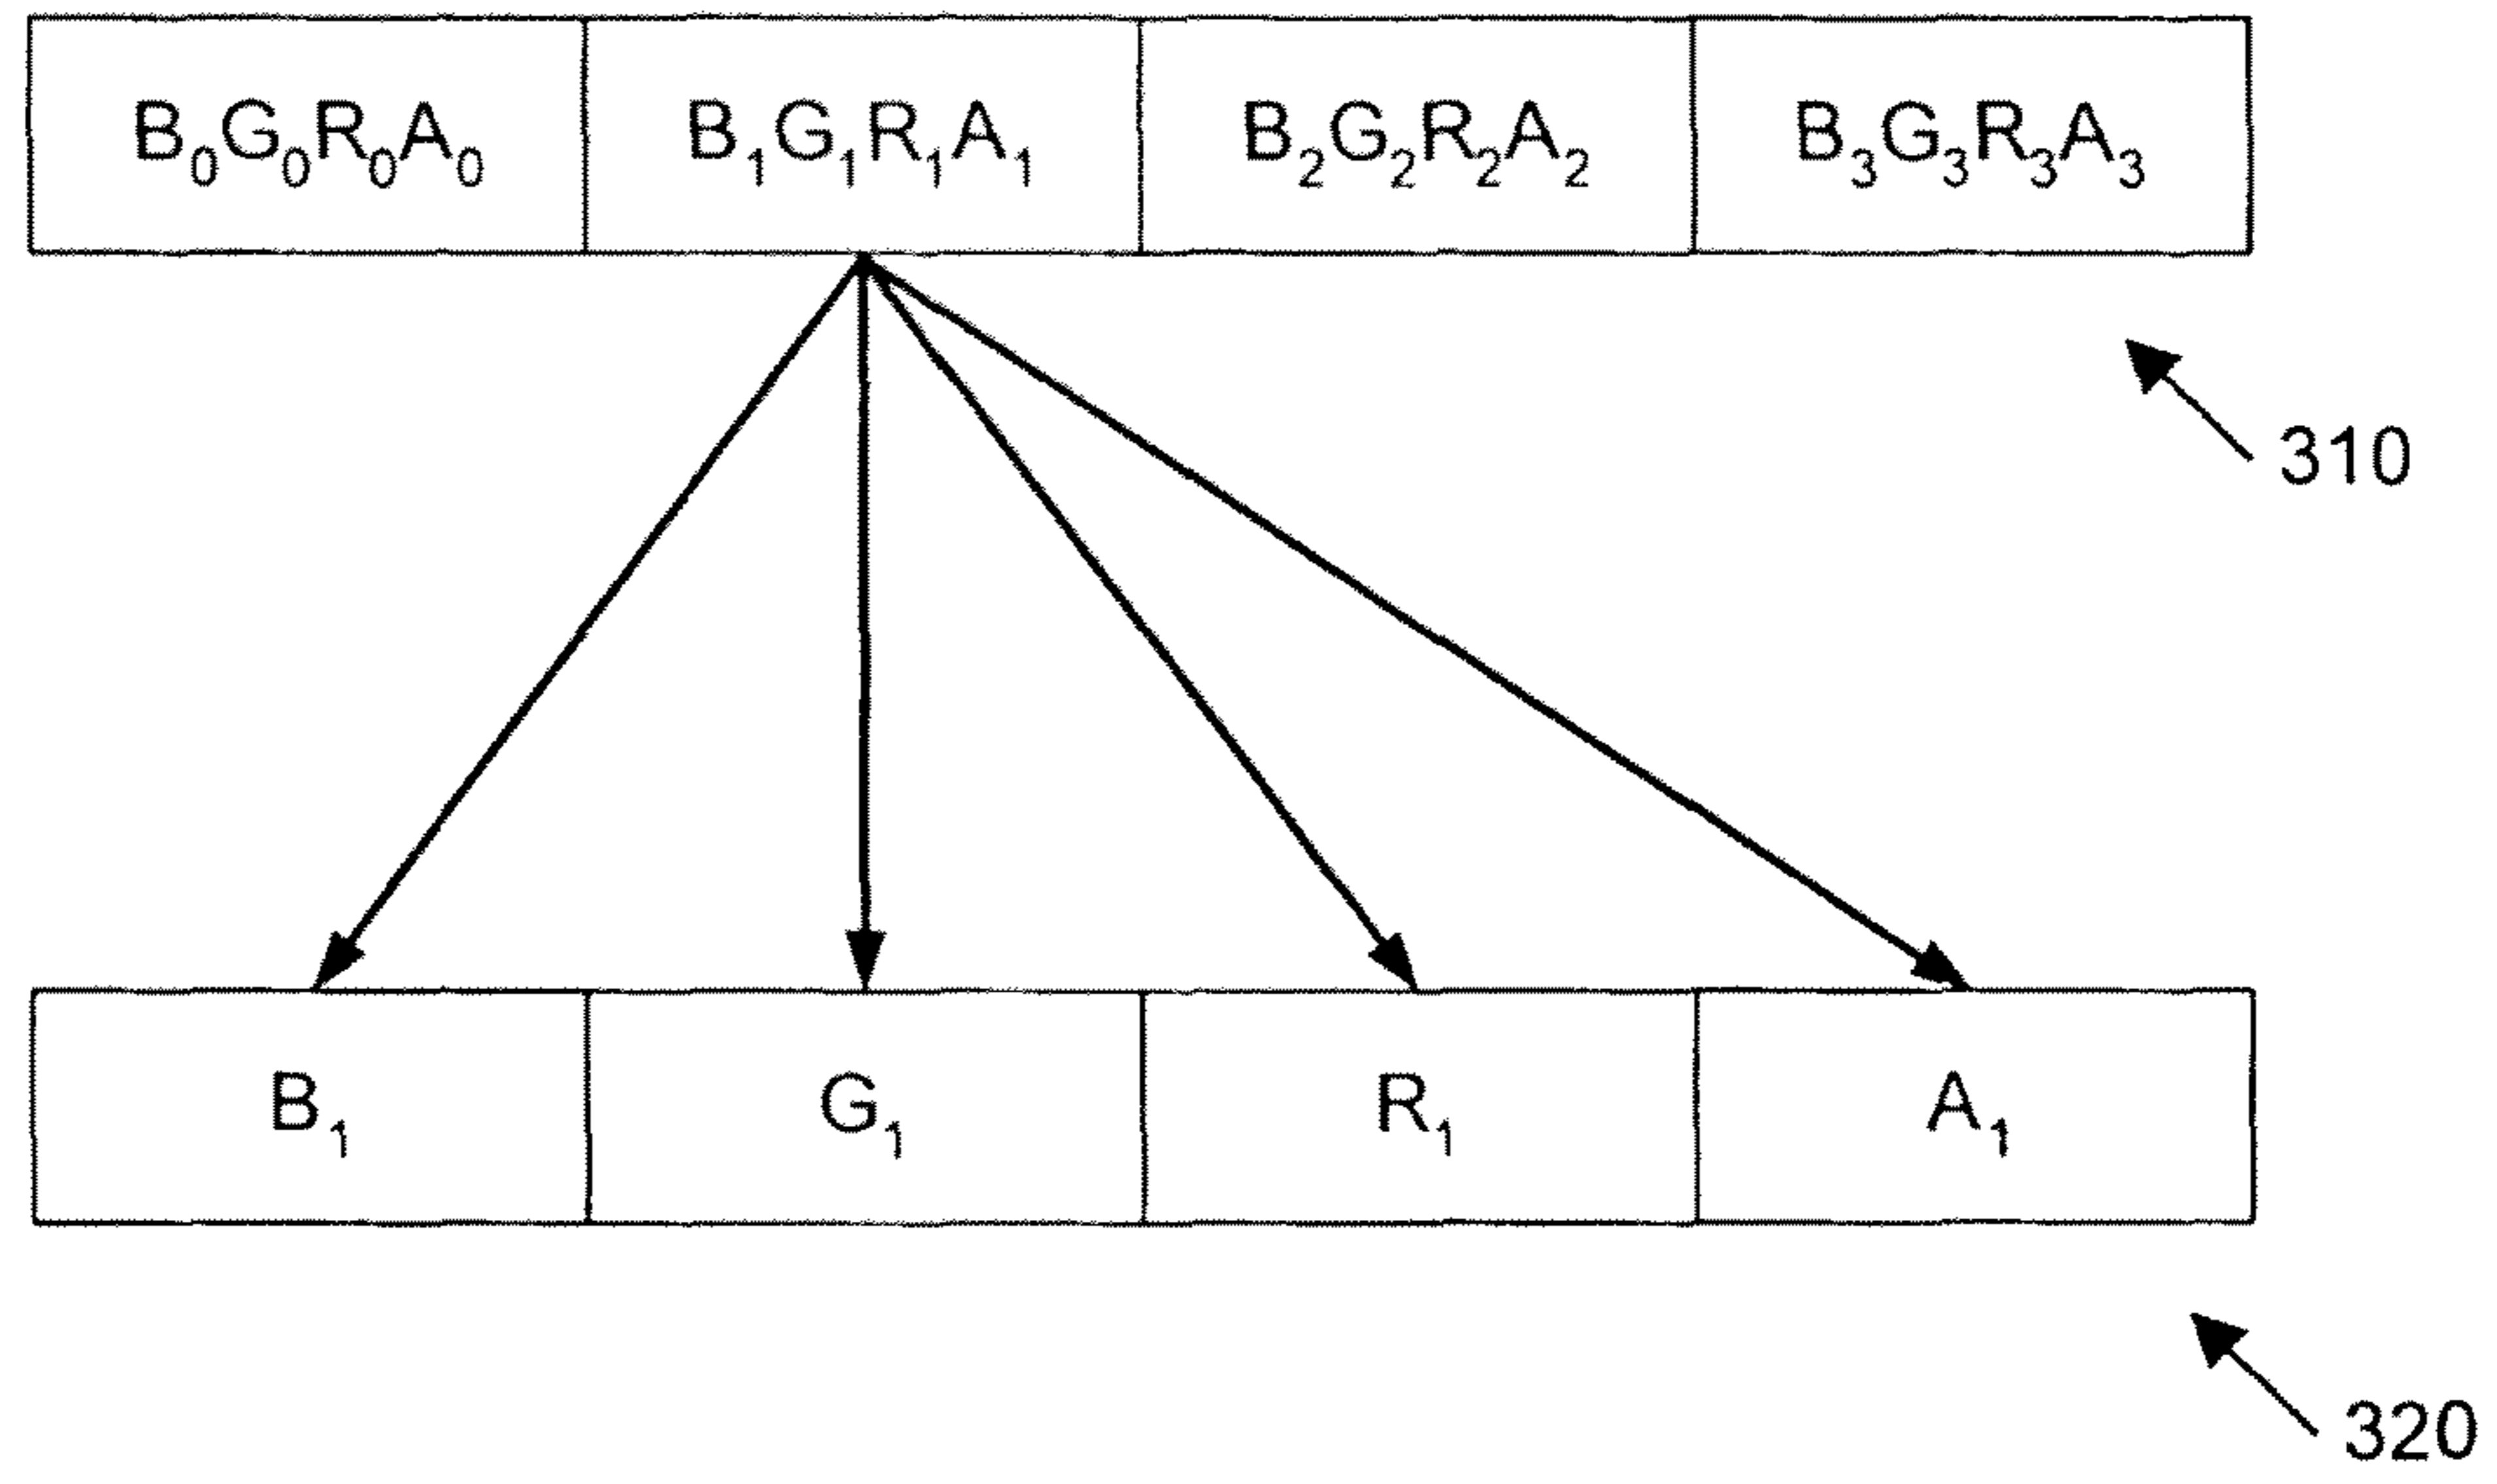 B₀G₀R₀A₀ B₁G₁R₁A₁ B₂G₂R₂A₂ B₃G₃R₃A₃
310
B₁ G₁ R₁ A₁
320